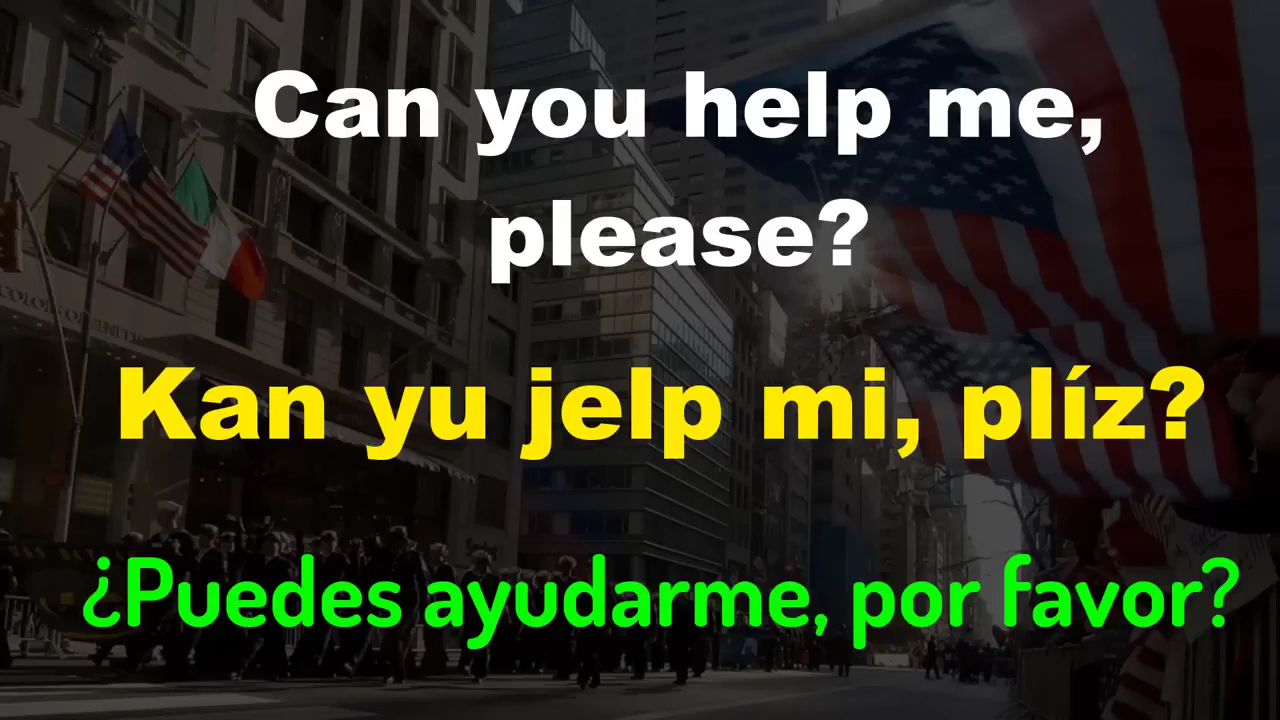 Can you help me,
please?
Kan yu jelp mi, plíz?
¿Puedes ayudarme, por favor?